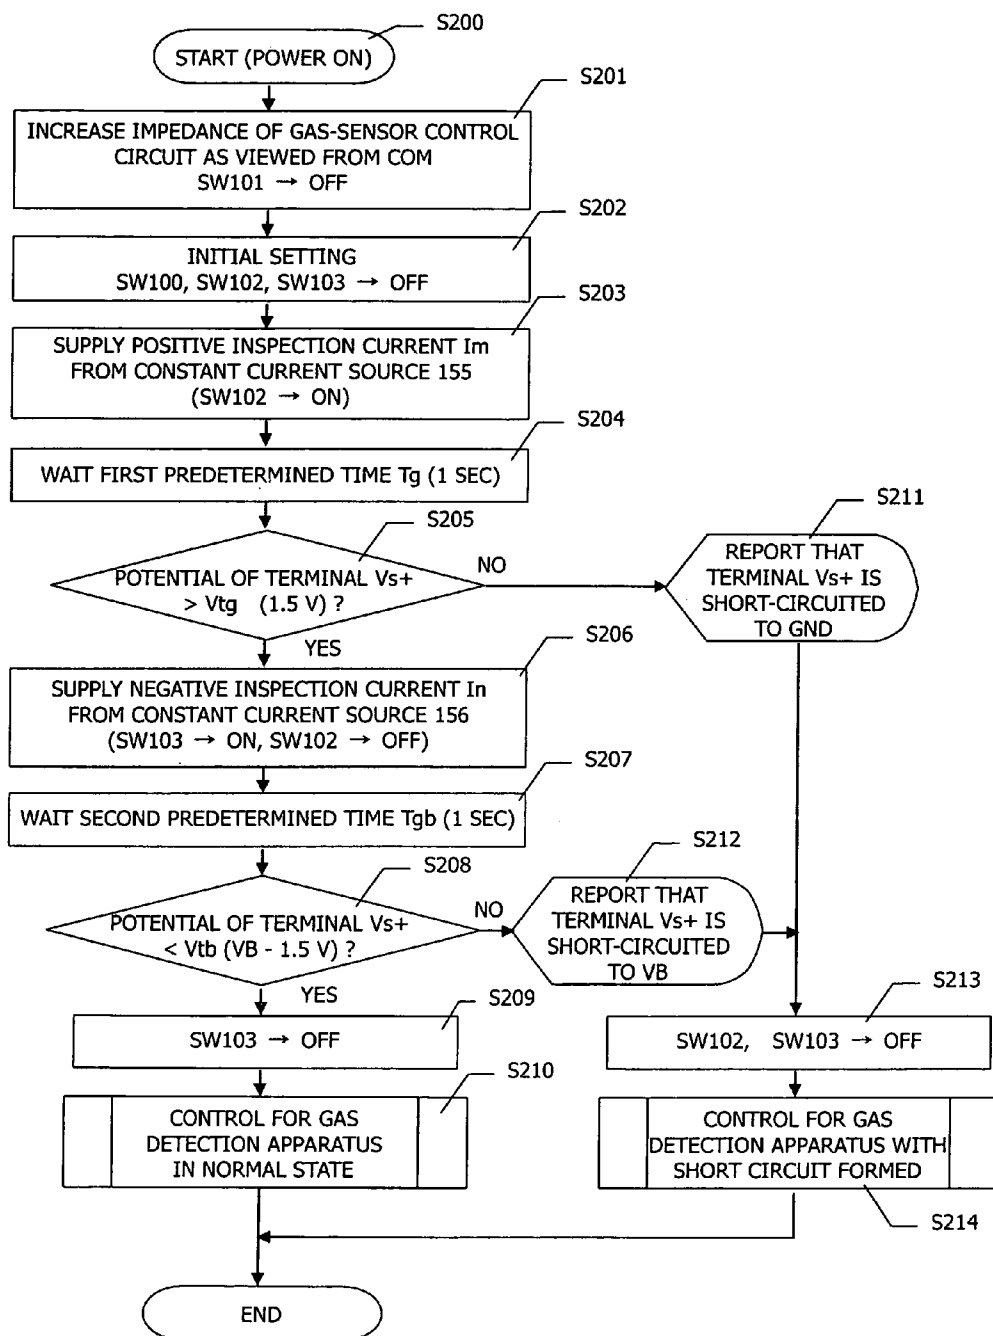 S200
START (POWER ON)
S201
INCREASE IMPEDANCE OF GAS-SENSOR CONTROL
CIRCUIT AS VIEWED FROM COM
SW101 → OFF
S202
INITIAL SETTING
SW100, SW102, SW103 → OFF
S203
SUPPLY POSITIVE INSPECTION CURRENT Im
FROM CONSTANT CURRENT SOURCE 155
(SW102 → ON)
S204
WAIT FIRST PREDETERMINED TIME Tg (1 SEC)
S205
POTENTIAL OF TERMINAL Vs+
> Vtg (1.5 V) ?
NO
YES
S211
REPORT THAT
TERMINAL Vs+ IS
SHORT-CIRCUITED
TO GND
S206
SUPPLY NEGATIVE INSPECTION CURRENT In
FROM CONSTANT CURRENT SOURCE 156
(SW103 → ON, SW102 → OFF)
S207
WAIT SECOND PREDETERMINED TIME Tgb (1 SEC)
S208
POTENTIAL OF TERMINAL Vs+
< Vtb (VB - 1.5 V) ?
NO
YES
S212
REPORT THAT
TERMINAL Vs+ IS
SHORT-CIRCUITED
TO VB
S209
SW103 → OFF
S213
SW102, SW103 → OFF
S210
CONTROL FOR GAS
DETECTION APPARATUS
IN NORMAL STATE
CONTROL FOR GAS
DETECTION APPARATUS WITH
SHORT CIRCUIT FORMED
S214
END